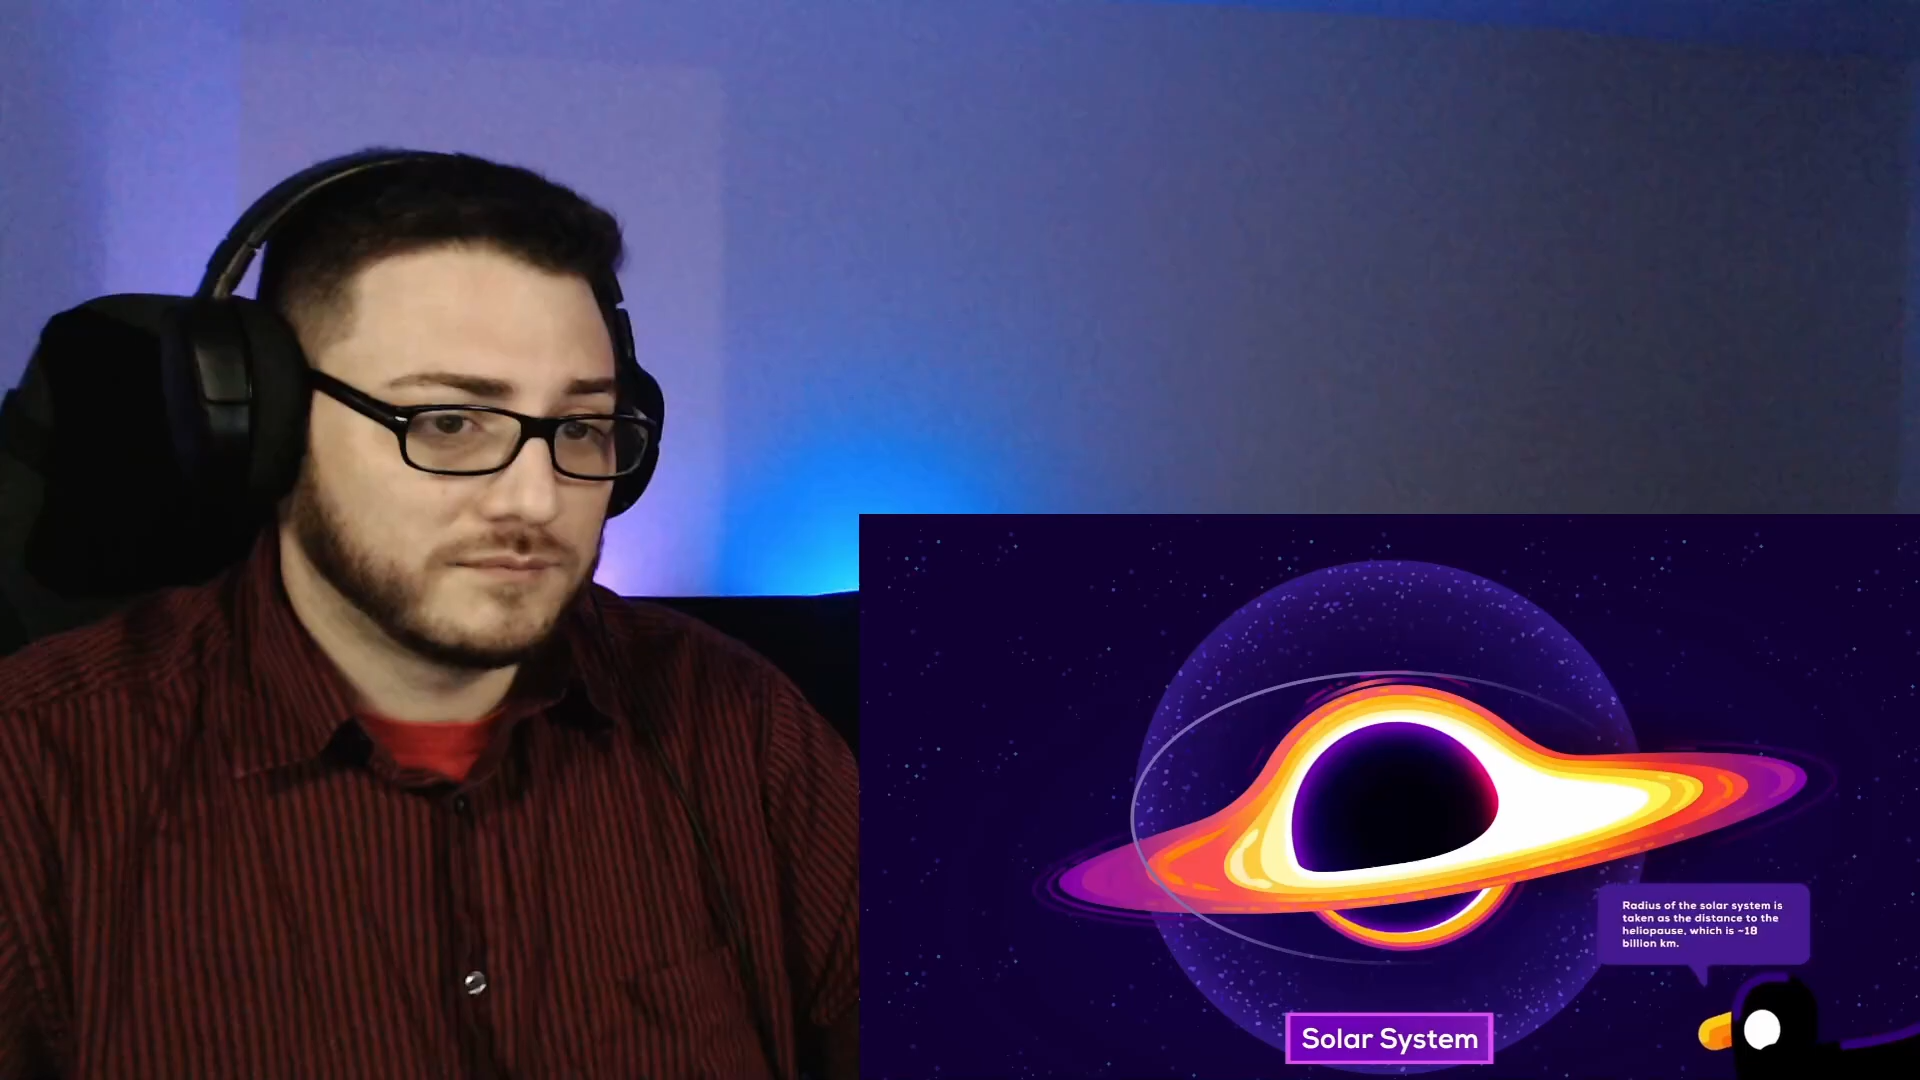 Radius of the solar system is
taken as the distance to the
heliopause, which is ~18
billion km.
Solar System